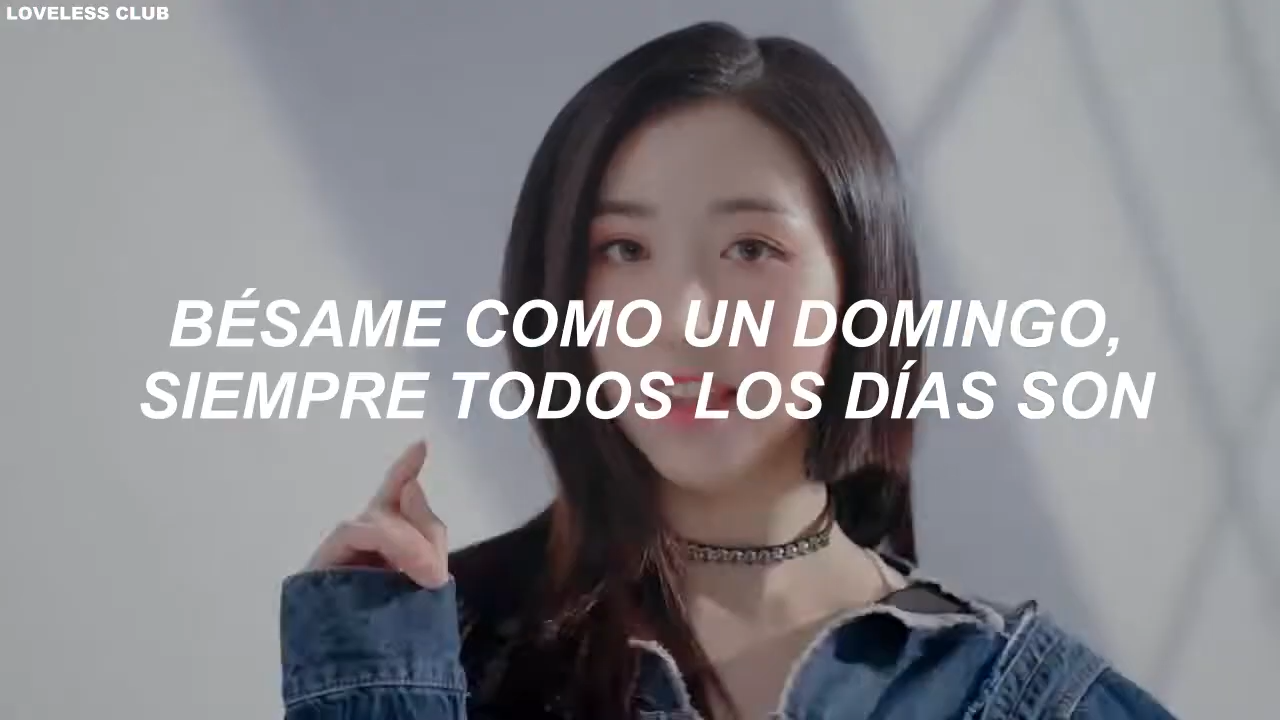 LOVELESS CLUB
BÉSAME COMO UN DOMINGO,
SIEMPRE TODOS LOS DÍAS SON